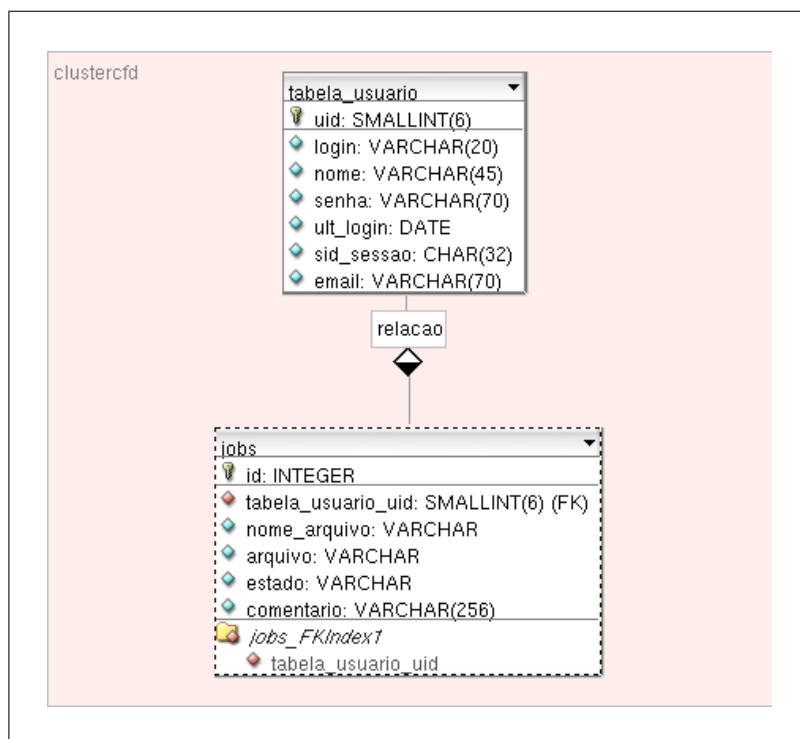 clustercfd
tabela_usuario
uid: SMALLINT(6)
login: VARCHAR(20)
nome: VARCHAR(45)
senha: VARCHAR(70)
ult_login: DATE
sid_sessao: CHAR(32)
email: VARCHAR(70)
relacao
jobs
id: INTEGER
tabela_usuario_uid: SMALLINT(6) (FK)
nome_arquivo: VARCHAR
arquivo: VARCHAR
estado: VARCHAR
comentario: VARCHAR(256)
jobs_FKIndex1
tabela_usuario_uid